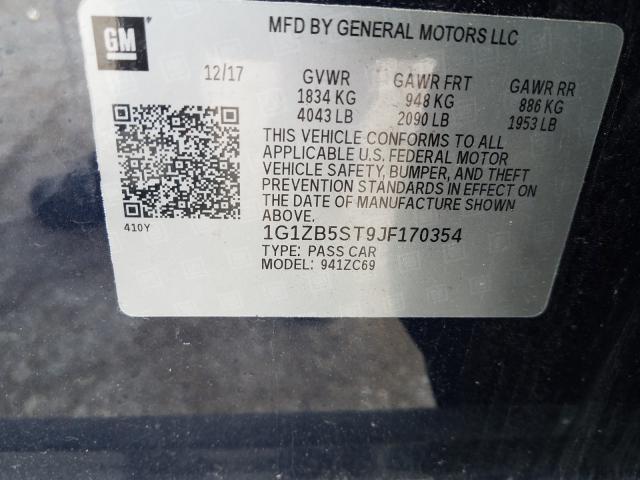 GM
MFD BY GENERAL MOTORS LLC
12/17
GVWR GAWR FRT GAWR RR
1834 KG 948 KG 886 KG
4043 LB 2090 LB 1953 LB
THIS VEHICLE CONFORMS TO ALL
APPLICABLE U.S. FEDERAL MOTOR
VEHICLE SAFETY, BUMPER, AND THEFT
PREVENTION STANDARDS IN EFFECT ON
THE DATE OF MANUFACTURE SHOWN
ABOVE.
410Y
1G1ZB5ST9JF170354
TYPE: PASS CAR
MODEL: 941ZC69